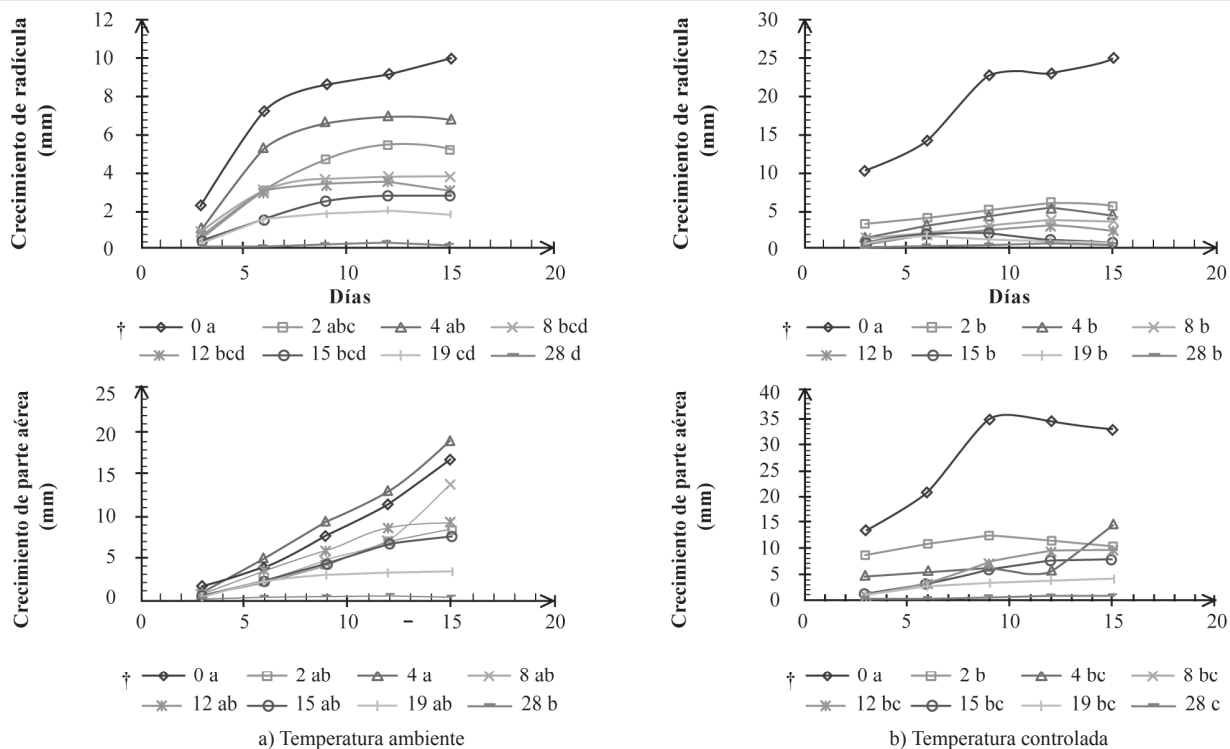 Crecimiento de radícula
(mm)
12
10
8
6
4
2
0
0
5
10
15
20
Días
† 0 a 2 abc 4 ab 8 bcd
12 bcd 15 bcd 19 cd 28 d
Crecimiento de radícula
(mm)
30
25
20
15
10
5
0
0
5
10
15
20
† 0 a 2 b 4 b 8 b
12 b 15 b 19 b 28 b
Crecimiento de parte aérea
(mm)
25
20
15
10
5
0
0
5
10
15
20
† 0 a 2 ab 4 a 8 ab
12 ab 15 ab 19 ab 28 b
a) Temperatura ambiente
Crecimiento de parte aérea
(mm)
40
35
30
25
20
15
10
5
0
0
5
10
15
20
† 0 a 2 b 4 bc 8 bc
12 bc 15 bc 19 bc 28 c
b) Temperatura controlada